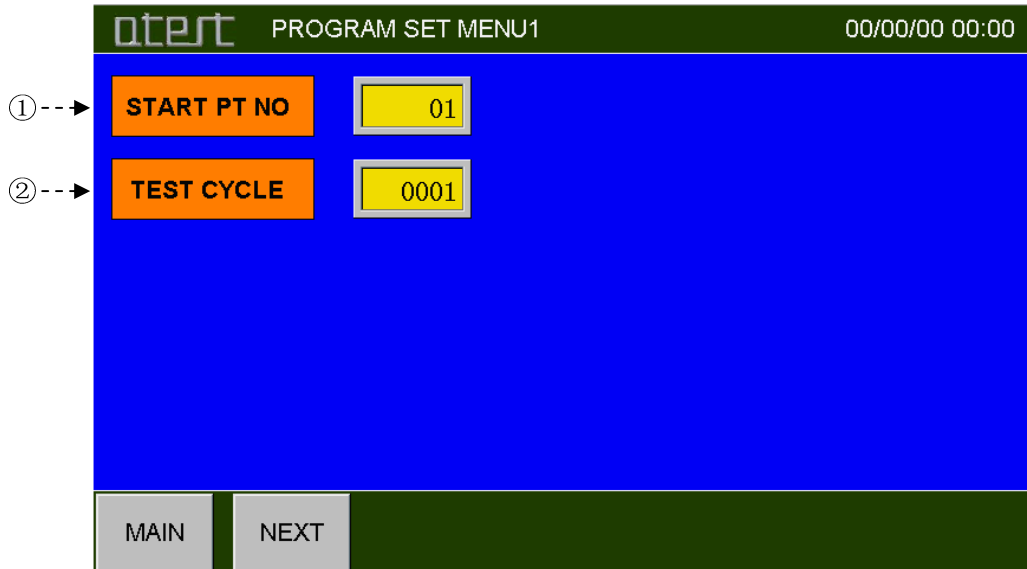 qtest PROGRAM SET MENU1 00/00/00 00:00
① START PT NO 01
② TEST CYCLE 0001
MAIN NEXT